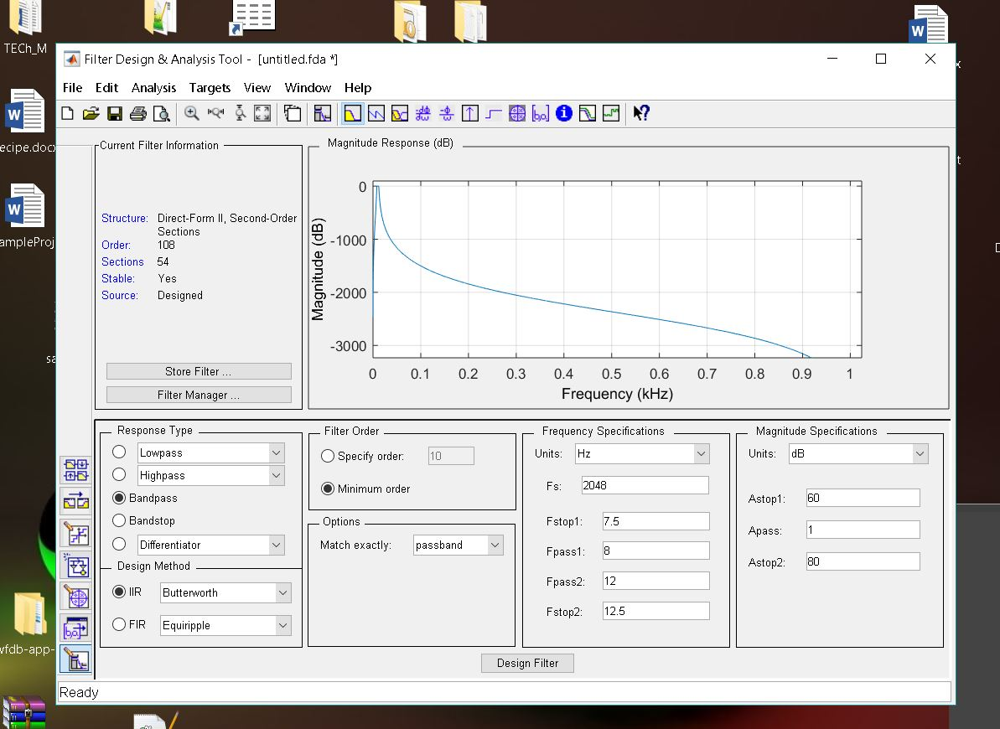 TECh_M
Filter Design & Analysis Tool - [untitled.fda *]
File Edit Analysis Targets View Window Help
ecipe.docx
ampleProj
wfdb-app-
Current Filter Information
Structure: Direct-Form II, Second-Order
Sections
Order: 108
Sections 54
Stable: Yes
Source: Designed
Store Filter ...
Filter Manager ...
Magnitude Response (dB)
0
-1000
-2000
-3000
Magnitude (dB)
0 0.1 0.2 0.3 0.4 0.5 0.6 0.7 0.8 0.9 1
Frequency (kHz)
Response Type
Lowpass
Highpass
Bandpass
Bandstop
Differentiator
Design Method
IIR Butterworth
FIR Equiripple
Filter Order
Specify order: 10
Minimum order
Options
Match exactly: passband
Frequency Specifications
Units: Hz
Fs: 2048
Fstop1: 7.5
Fpass1: 8
Fpass2: 12
Fstop2: 12.5
Magnitude Specifications
Units: dB
Astop1: 60
Apass: 1
Astop2: 80
Design Filter
Ready